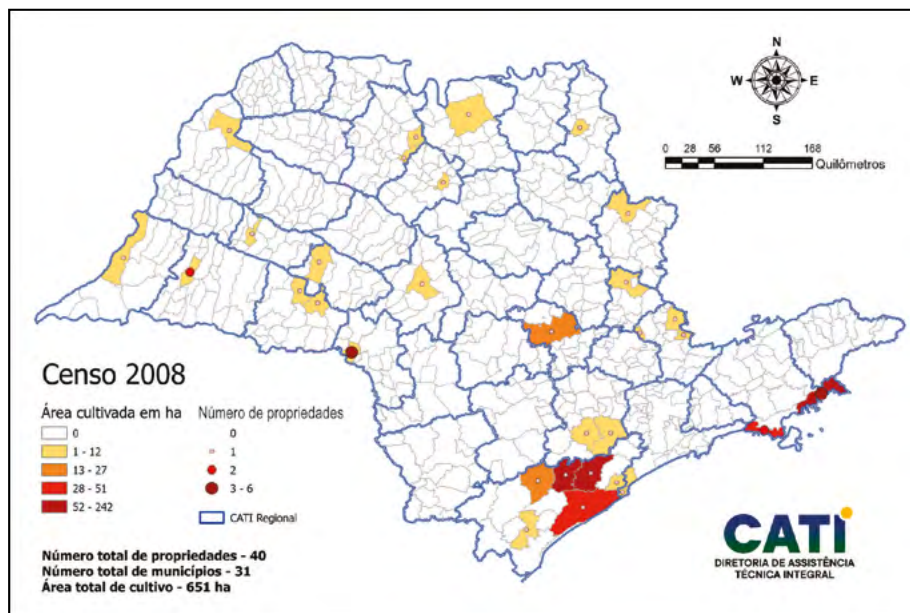 N
W E
S
0 28 56 112 168
Quilômetros
Censo 2008
Área cultivada em ha
0
1 - 12
13 - 27
28 - 51
52 - 242
Número de propriedades
0
1
2
3 - 6
CATI Regional
Número total de propriedades - 40
Número total de municípios - 31
Área total de cultivo - 651 ha
CATI
DIRETORIA DE ASSISTÊNCIA
TÉCNICA INTEGRAL